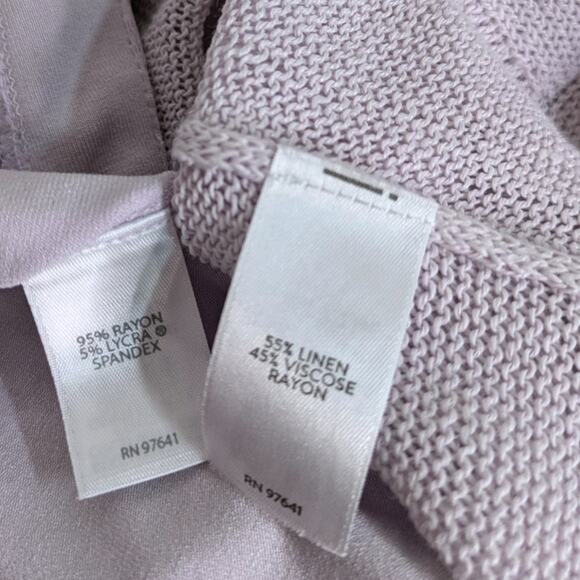 95% RAYON
5% LYCRA ®
SPANDEX
RN 97641
55% LINEN
45% VISCOSE
RAYON
RN 97641